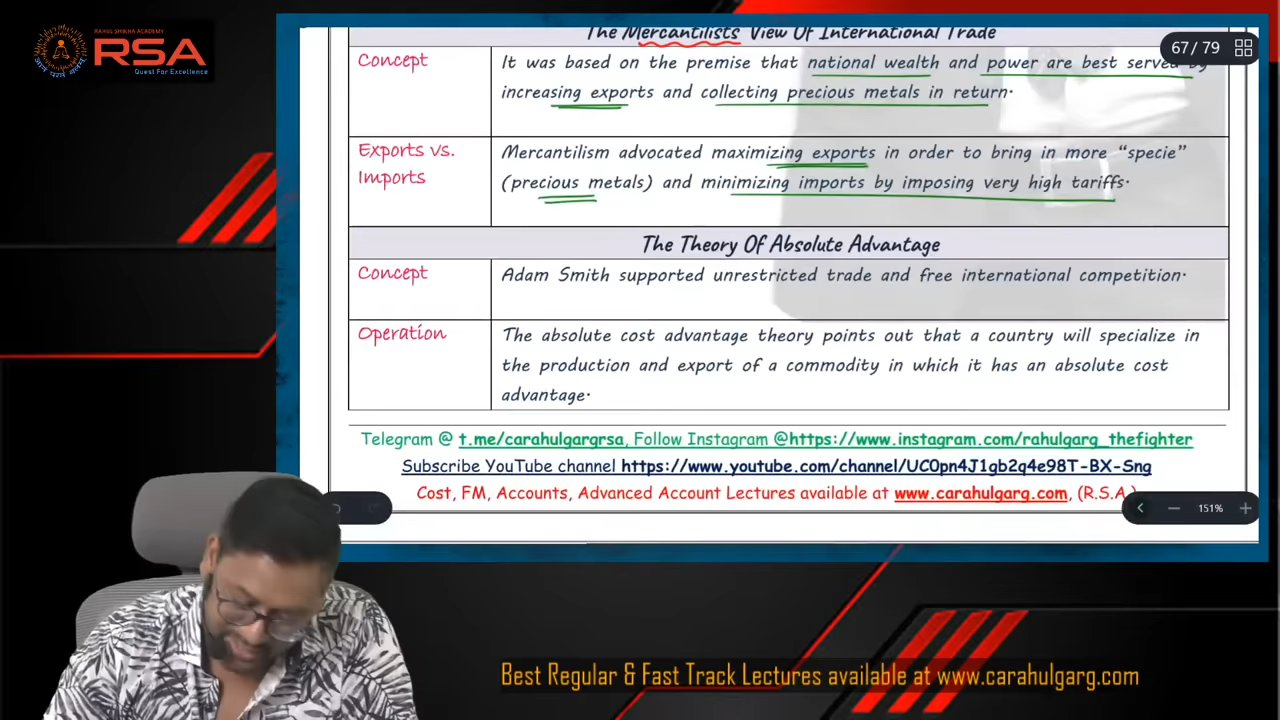 RAHUL SHIKHA ACADEMY
RSA
Quest For Excellence
The Mercantilists View Of International Trade
67 / 79
Concept
It was based on the premise that national wealth and power are best served by
increasing exports and collecting precious metals in return.
Exports vs.
Imports
Mercantilism advocated maximizing exports in order to bring in more “specie”
(precious metals) and minimizing imports by imposing very high tariffs.
The Theory Of Absolute Advantage
Concept
Adam Smith supported unrestricted trade and free international competition.
Operation
The absolute cost advantage theory points out that a country will specialize in
the production and export of a commodity in which it has an absolute cost
advantage.
Telegram @ t.me/carahulgargrsa, Follow Instagram @https://www.instagram.com/rahulgarg_thefighter
Subscribe YouTube channel https://www.youtube.com/channel/UC0pn4J1gb2q4e98T-BX-Sng
Cost, FM, Accounts, Advanced Account Lectures available at www.carahulgarg.com, (R.S.A.)
151%
Best Regular & Fast Track Lectures available at www.carahulgarg.com